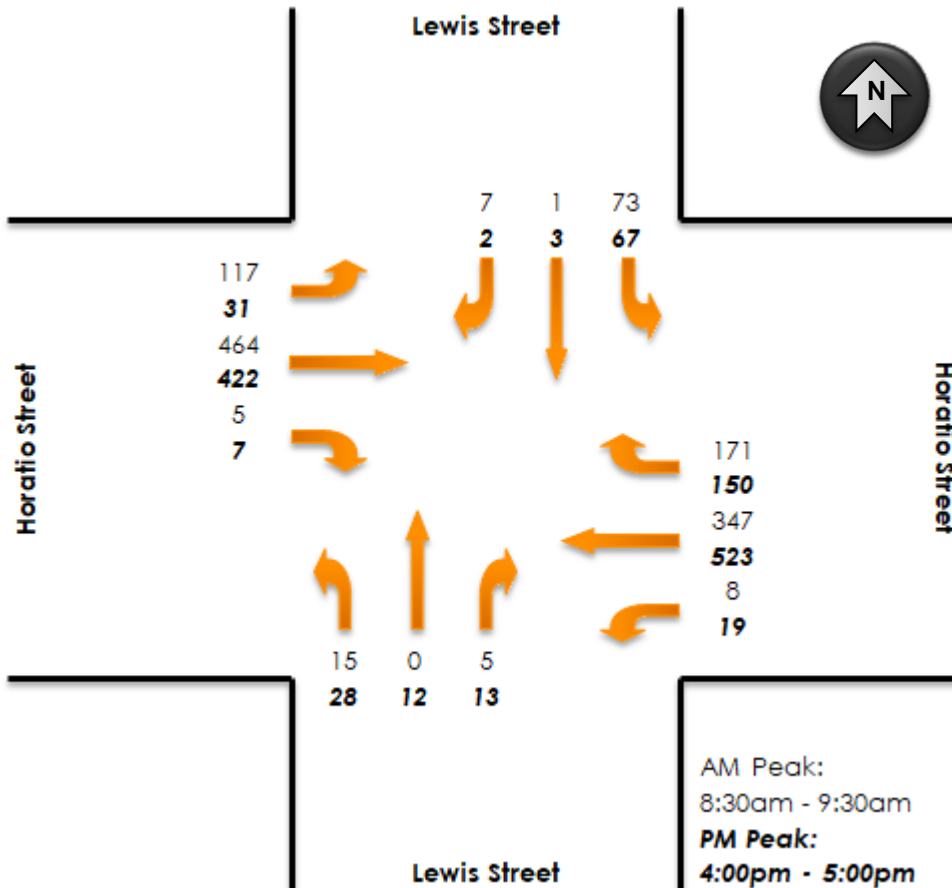 Lewis Street
N
7 1 73
2 3 67
117
31
464
422
5
7
Horatio Street
Horatio Street
171
150
347
523
8
19
15 0 5
28 12 13
AM Peak:
8:30am - 9:30am
PM Peak:
4:00pm - 5:00pm
Lewis Street